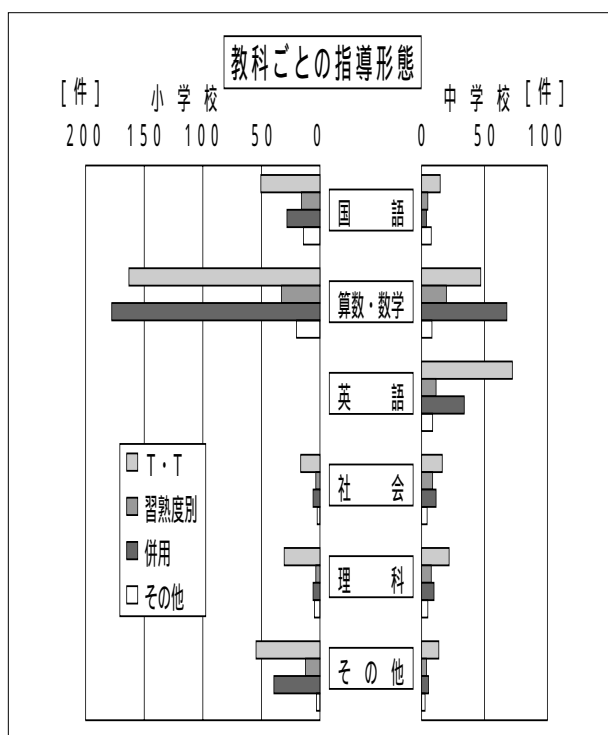 教科ごとの指導形態
[件] 小学校 中学校 [件]
200 150 100 50 0 0 50 100
国語
算数・数学
英語
社会
理科
その他
T・T
習熟度別
併用
その他